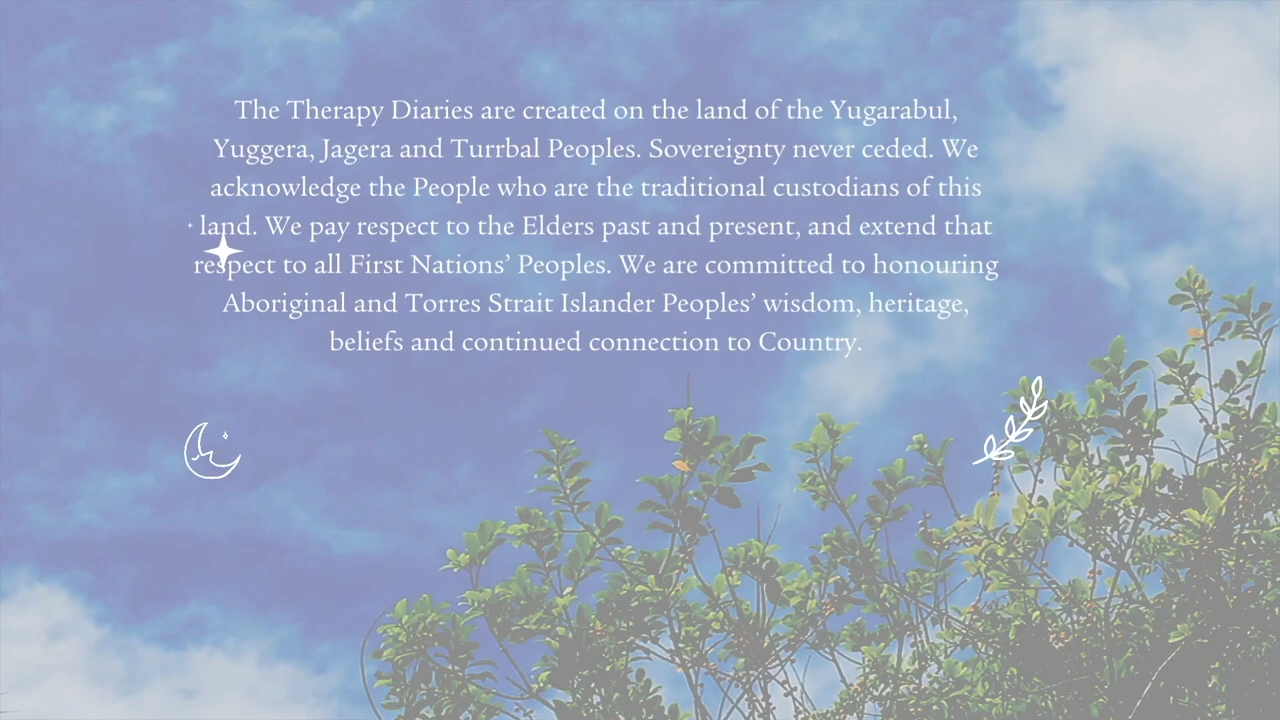 The Therapy Diaries are created on the land of the Yugarabul,
Yuggera, Jagera and Turrbal Peoples. Sovereignty never ceded. We
acknowledge the People who are the traditional custodians of this
land. We pay respect to the Elders past and present, and extend that
respect to all First Nations’ Peoples. We are committed to honouring
Aboriginal and Torres Strait Islander Peoples’ wisdom, heritage,
beliefs and continued connection to Country.